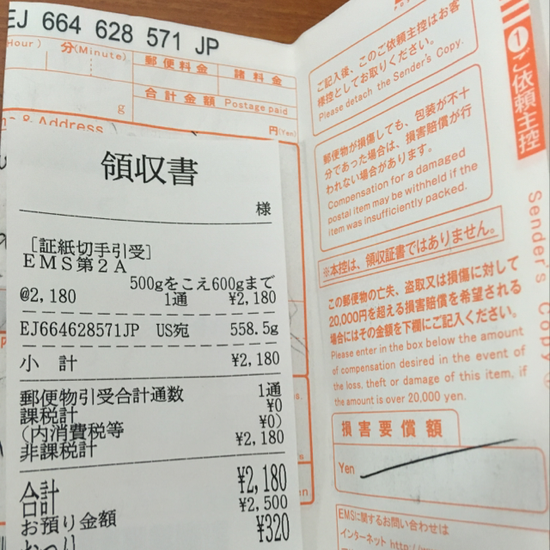 EJ 664 628 571 JP
Hour)
分(Minute)
郵便料金
諸料金
g
合計金額 Postage paid
円(Yen)
& Address
領収書
様
[証紙切手引受]
EMS第2A
500gをこえ600gまで
@2,180 1通 ¥2,180
EJ664628571JP US宛 558.5g
小 計 ¥2,180
郵便物引受合計通数 1通
課税計 ¥0
(内消費税等 ¥0)
非課税計 ¥2,180
合計 ¥2,180
お預り金額 ¥2,500
おつり ¥320
ご記入後、このご依頼主控はお客
様控としてお取りください。
Please detach the Sender's Copy.
郵便物が損傷しても、包装が不十
分であった場合は、損害賠償が行
われない場合があります。
Compensation for a damaged
postal item may be withheld if the
item was insufficiently packed.
※本控は、領収証書ではありません。
この郵便物の亡失、盗取又は損傷に対して
20,000円を超える損害賠償を希望される
場合にはその金額を下欄にご記入ください。
Please enter in the box below the amount
of compensation desired in the event of
the loss, theft or damage of this item, if
the amount is over 20,000 yen.
損害要償額
Yen
EMSに関するお問い合わせは
インターネット
①ご依頼主控
Sender's Copy